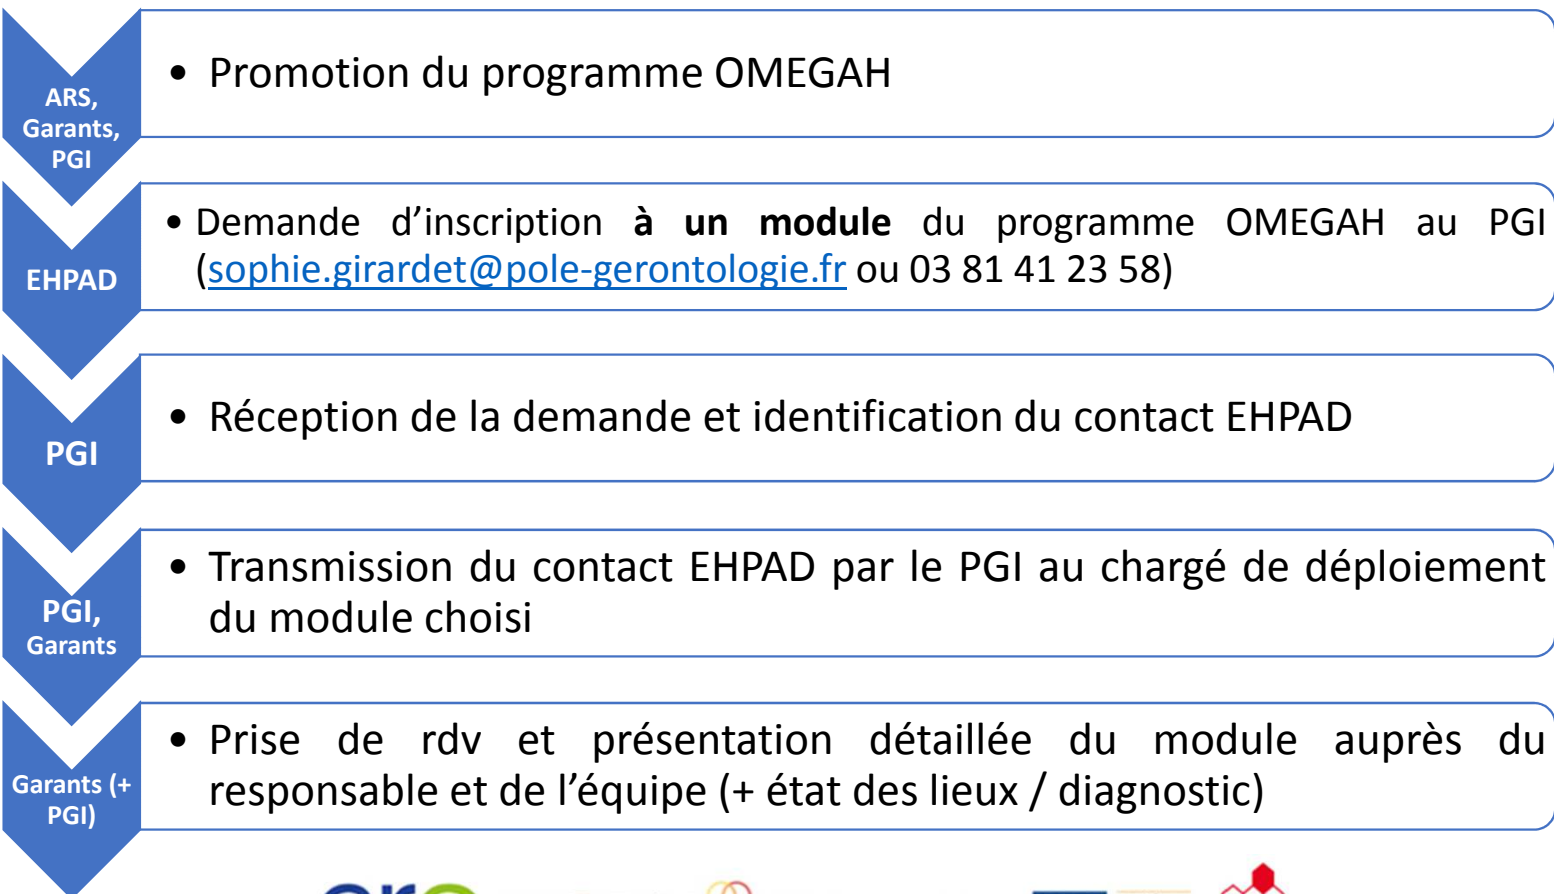 ARS,
Garants,
PGI
• Promotion du programme OMEGAH
EHPAD
• Demande d’inscription à un module du programme OMEGAH au PGI
(sophie.girardet@pole-gerontologie.fr ou 03 81 41 23 58)
PGI
• Réception de la demande et identification du contact EHPAD
PGI,
Garants
• Transmission du contact EHPAD par le PGI au chargé de déploiement
du module choisi
Garants (+
PGI)
• Prise de rdv et présentation détaillée du module auprès du
responsable et de l’équipe (+ état des lieux / diagnostic)